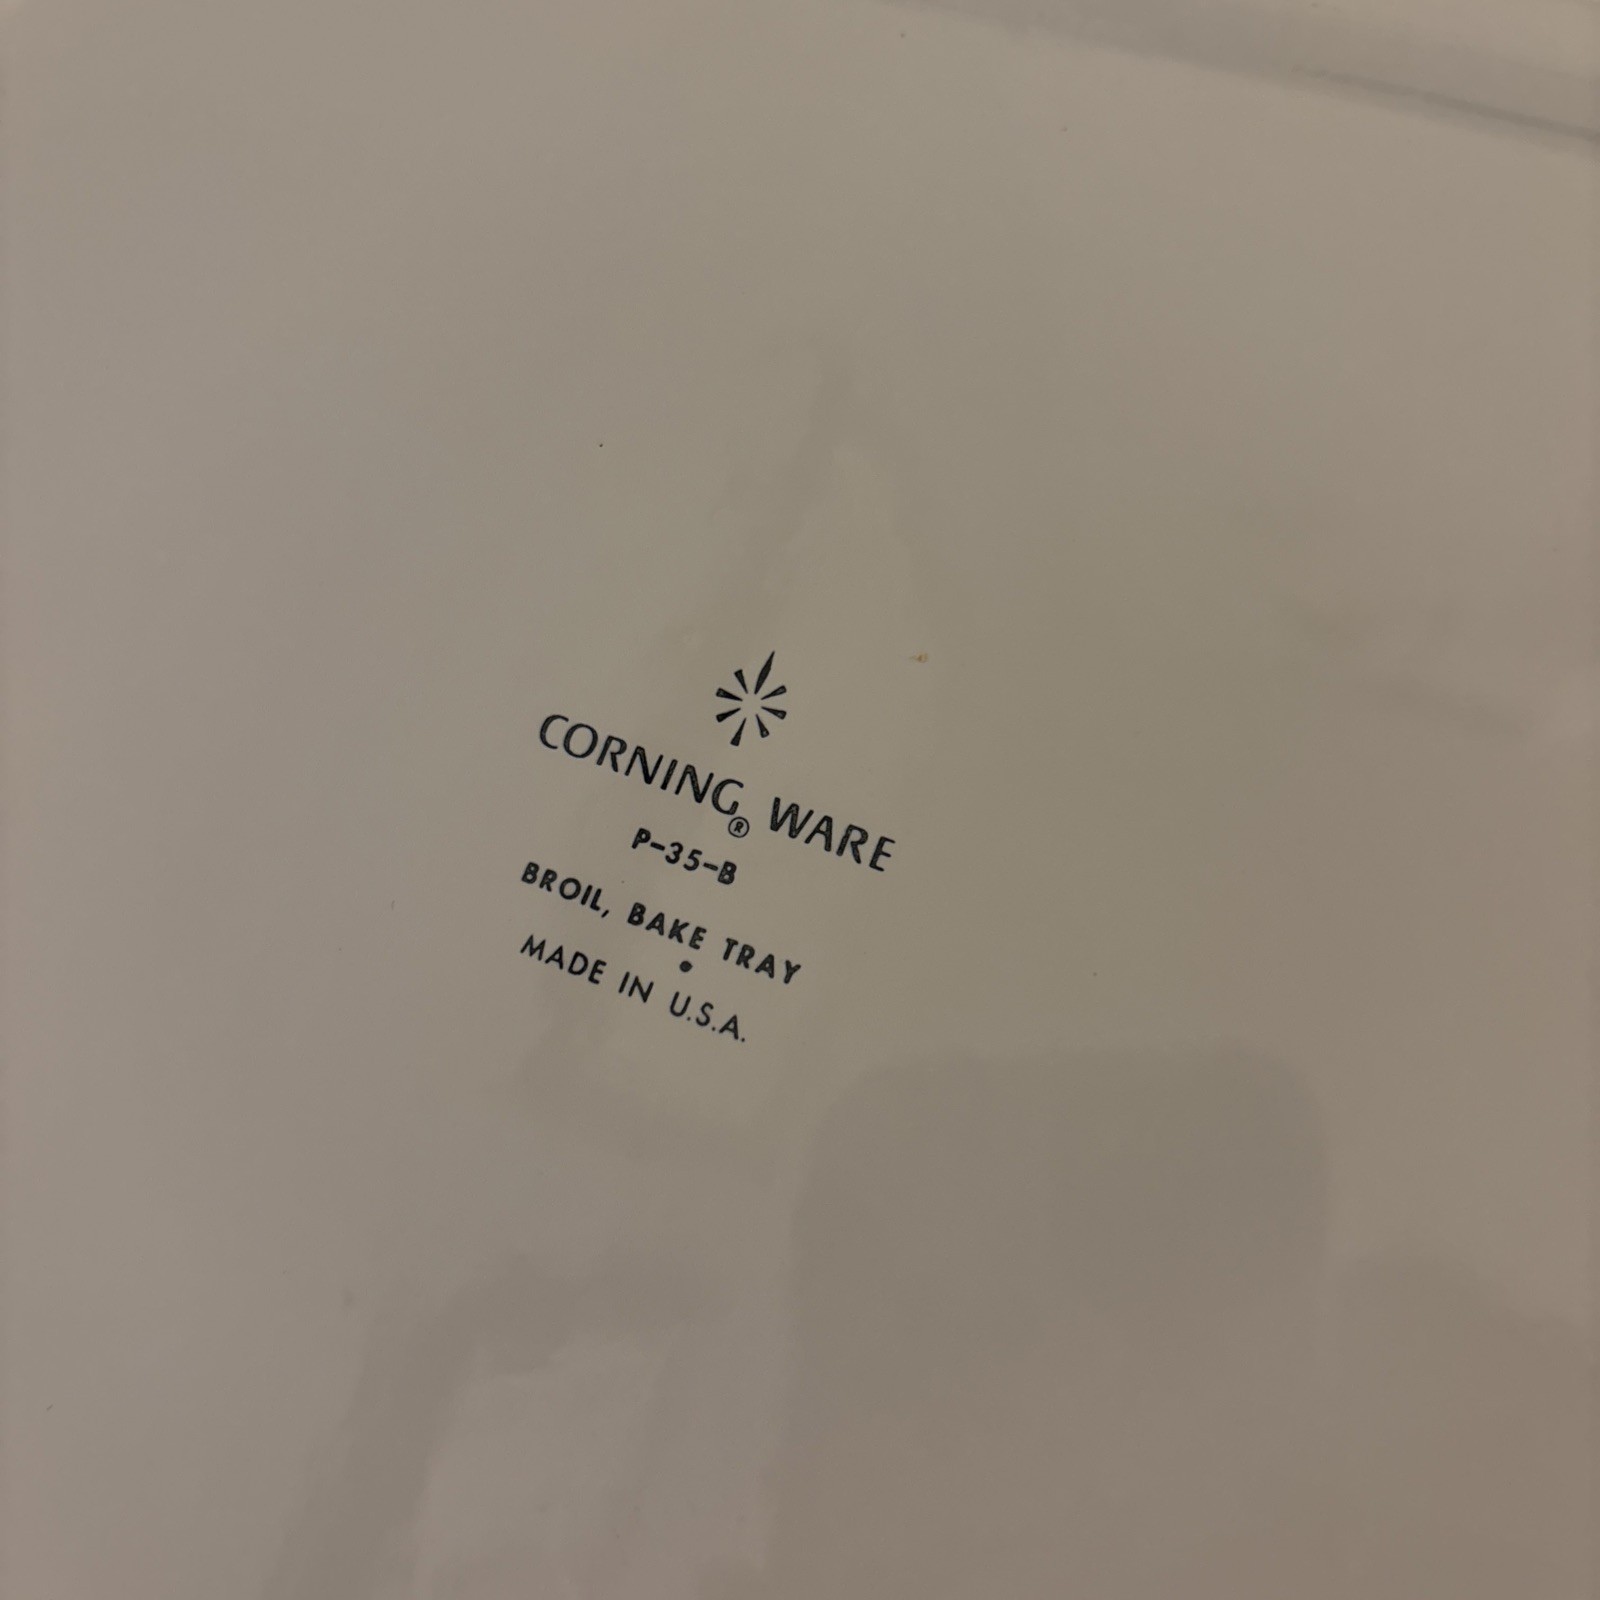 CORNING® WARE
P-35-B
BROIL, BAKE TRAY
•
MADE IN U.S.A.